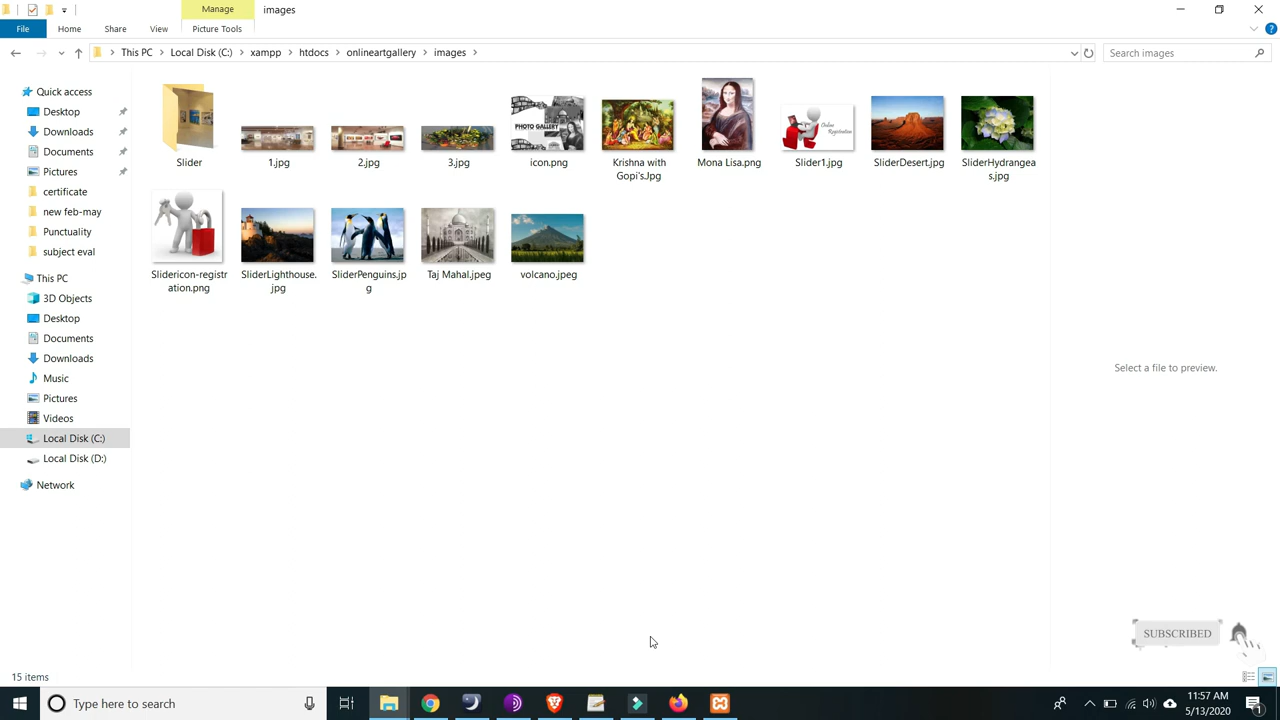 Manage
images
File
Home
Share
View
Picture Tools
This PC
Local Disk (C:)
xampp
htdocs
onlineartgallery
images
Search images
Quick access
Desktop
Downloads
Documents
Pictures
certificate
new feb-may
Punctuality
subject eval
This PC
3D Objects
Desktop
Documents
Downloads
Music
Pictures
Videos
Local Disk (C:)
Local Disk (D:)
Network
PHOTO GALLERY
Online
Registration
Slider
1.jpg
2.jpg
3.jpg
icon.png
Krishna with
Gopi's.Jpg
Mona Lisa.png
Slider1.jpg
SliderDesert.jpg
SliderHydrangea
s.jpg
Slidericon-registr
ation.png
SliderLighthouse.
jpg
SliderPenguins.jp
g
Taj Mahal.jpeg
volcano.jpeg
Select a file to preview.
SUBSCRIBED
15 items
Type here to search
11:57 AM
5/13/2020
1